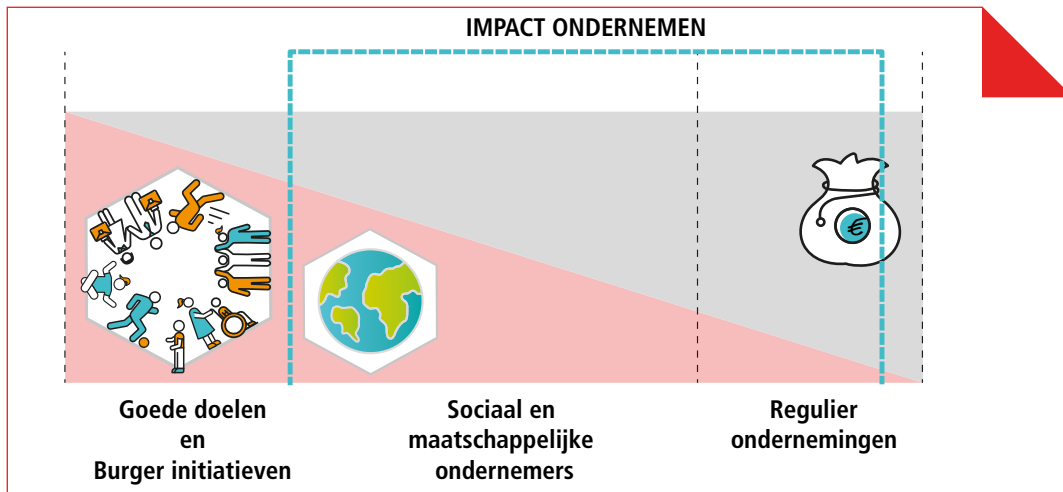 IMPACT ONDERNEMEN
€
Goede doelen
en
Burger initiatieven
Sociaal en
maatschappelijke
ondernemers
Regulier
ondernemingen